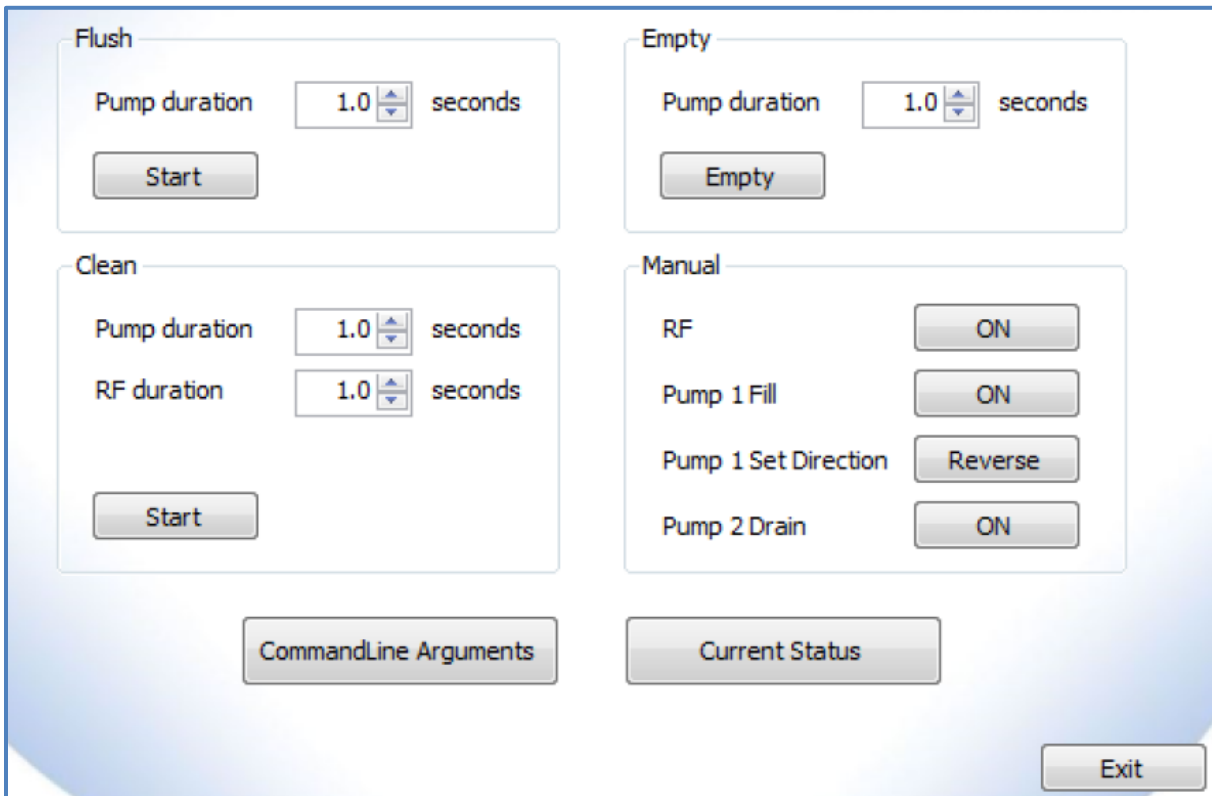 Flush
Pump duration 1.0 seconds
Start
Empty
Pump duration 1.0 seconds
Empty
Clean
Pump duration 1.0 seconds
RF duration 1.0 seconds
Start
Manual
RF ON
Pump 1 Fill ON
Pump 1 Set Direction Reverse
Pump 2 Drain ON
CommandLine Arguments
Current Status
Exit